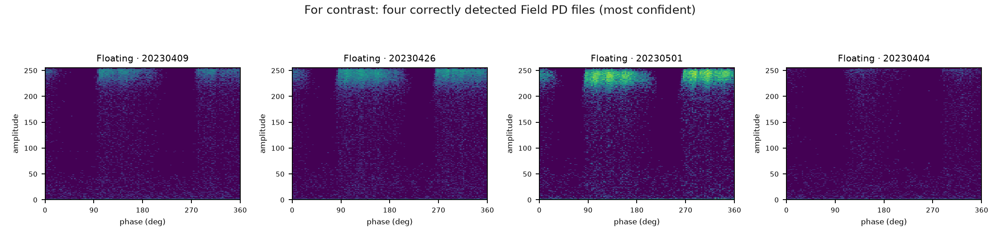 For contrast: four correctly detected Field PD files (most confident)
Floating · 20230409
Floating · 20230426
Floating · 20230501
Floating · 20230404
amplitude
250
200
150
100
50
0
0 90 180 270 360
phase (deg)
amplitude
250
200
150
100
50
0
0 90 180 270 360
phase (deg)
amplitude
250
200
150
100
50
0
0 90 180 270 360
phase (deg)
amplitude
250
200
150
100
50
0
0 90 180 270 360
phase (deg)